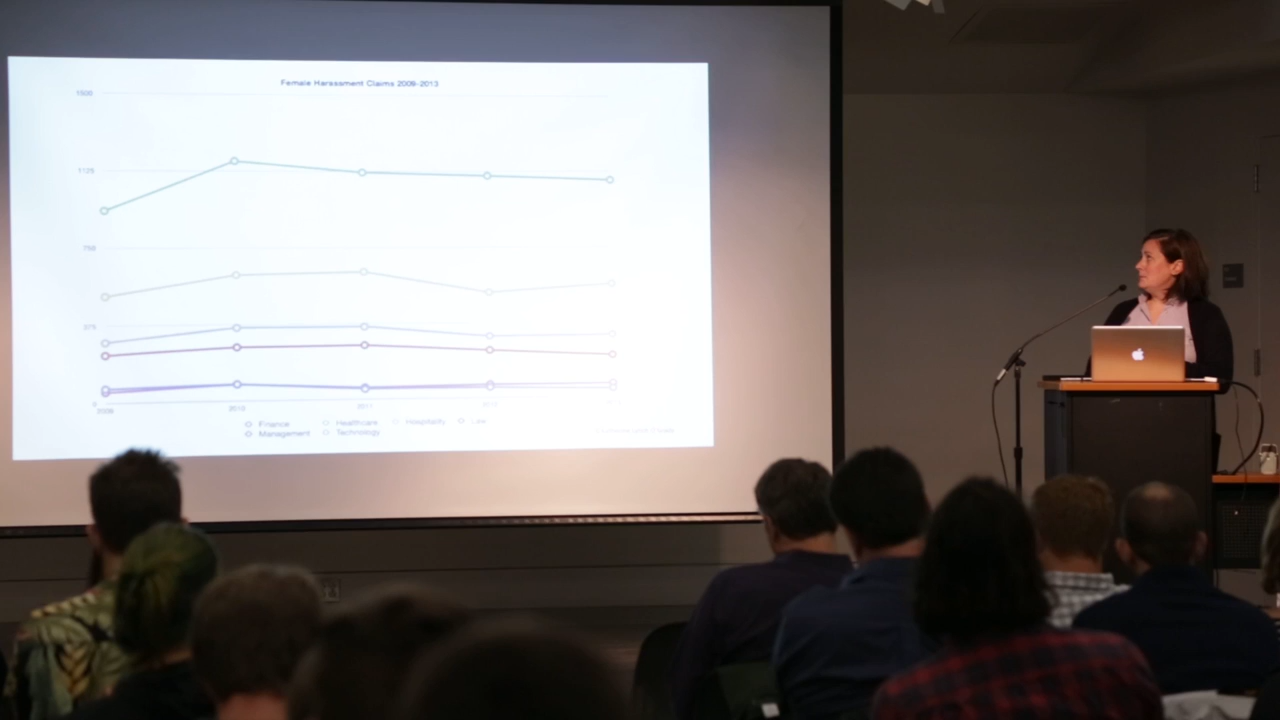 Female Harassment Claims 2009-2013
1500
1125
750
375
0
2009 2010 2011
Finance Healthcare Hospitality Law
Management Technology